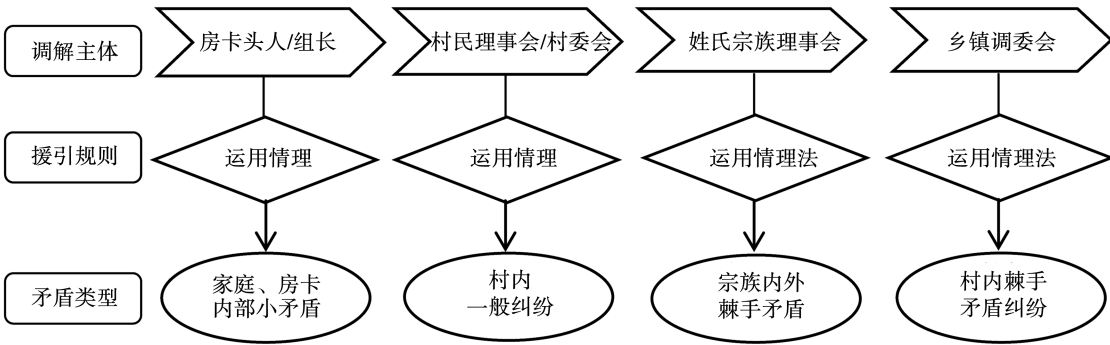 调解主体
房卡头人/组长
村民理事会/村委会
姓氏宗族理事会
乡镇调委会
援引规则
运用情理
运用情理
运用情理法
运用情理法
矛盾类型
家庭、房卡
内部小矛盾
村内
一般纠纷
宗族内外
棘手矛盾
村内棘手
矛盾纠纷